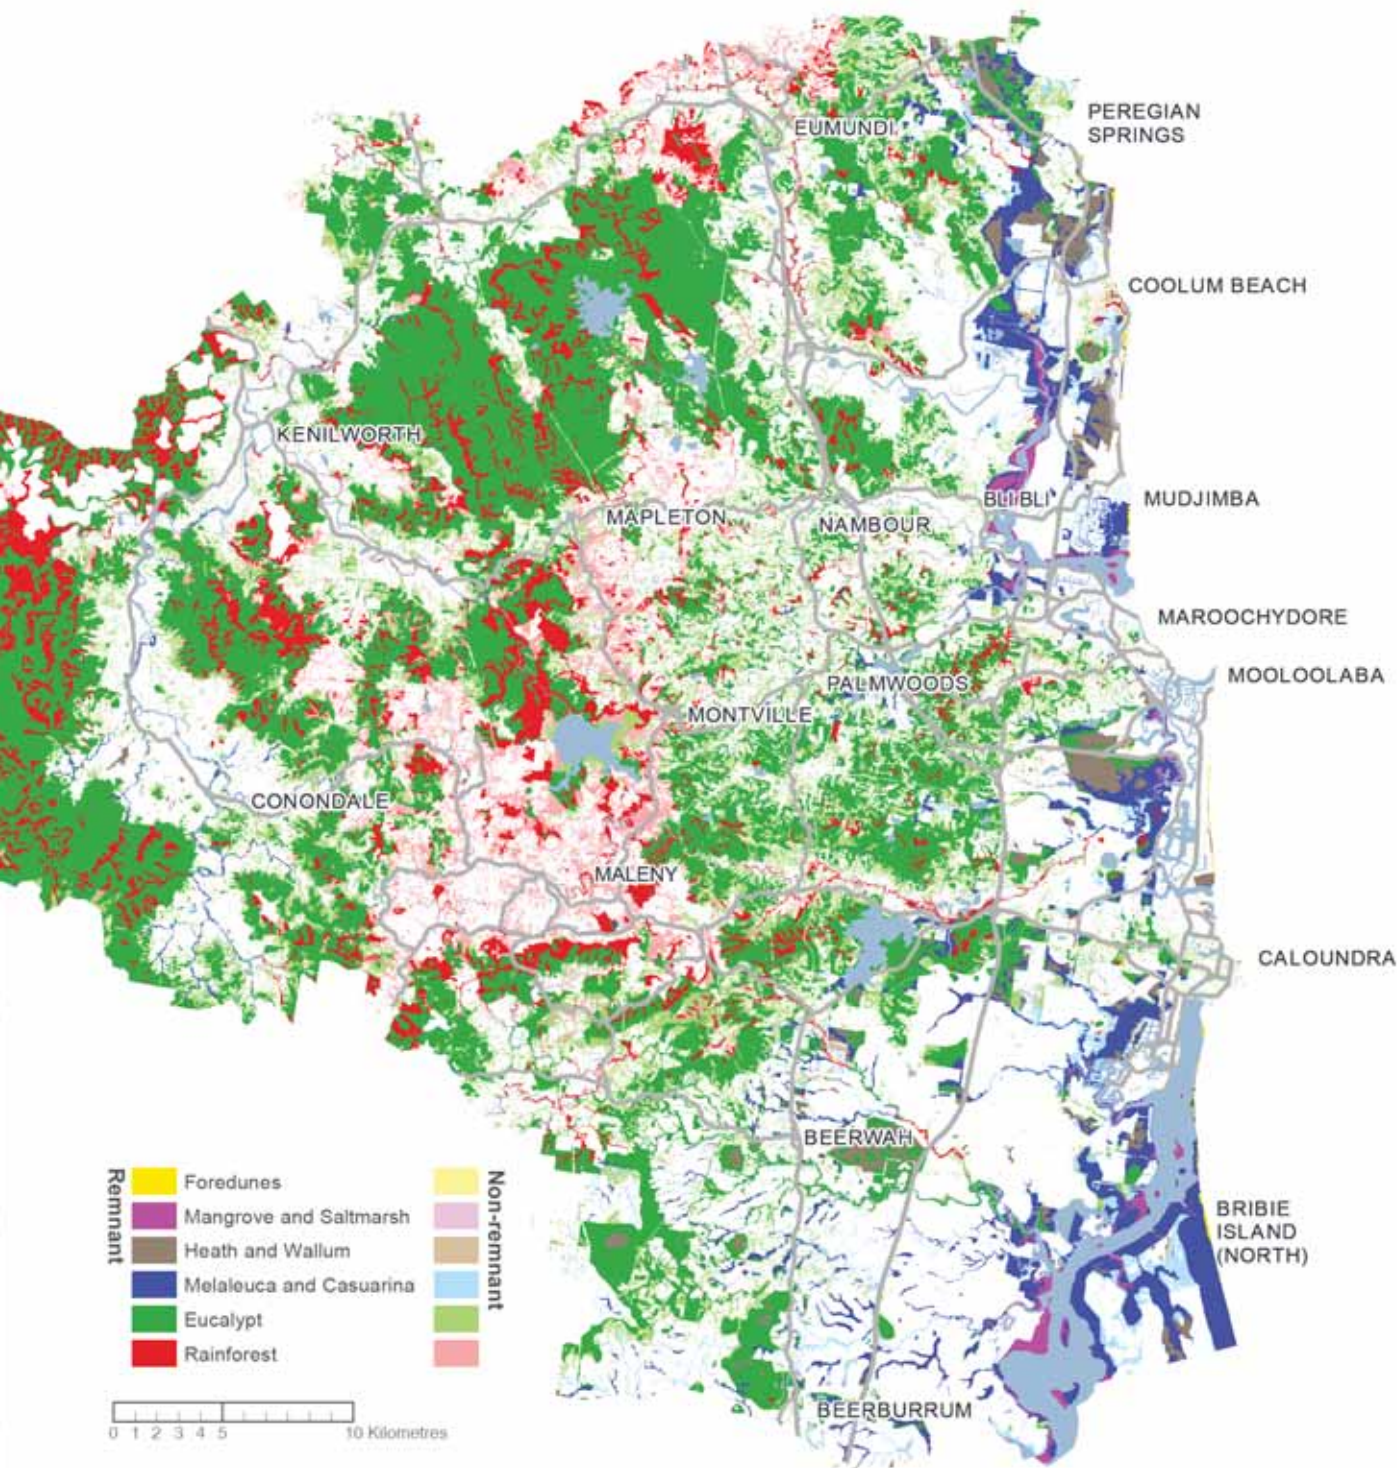 EUMUNDI
PEREGIAN
SPRINGS
COOLUM BEACH
KENILWORTH
MAPLETON
NAMBOUR
BLI BLI
MUDJIMBA
MAROOCHYDORE
MOOLOOLABA
PALMWOODS
MONTVILLE
CONONDALE
MALENY
CALOUNDRA
BEERWAH
BRIBIE
ISLAND
(NORTH)
BEERBURRUM
Remnant
Foredunes
Mangrove and Saltmarsh
Heath and Wallum
Melaleuca and Casuarina
Eucalypt
Rainforest
Non-remnant
0 1 2 3 4 5 10 Kilometres